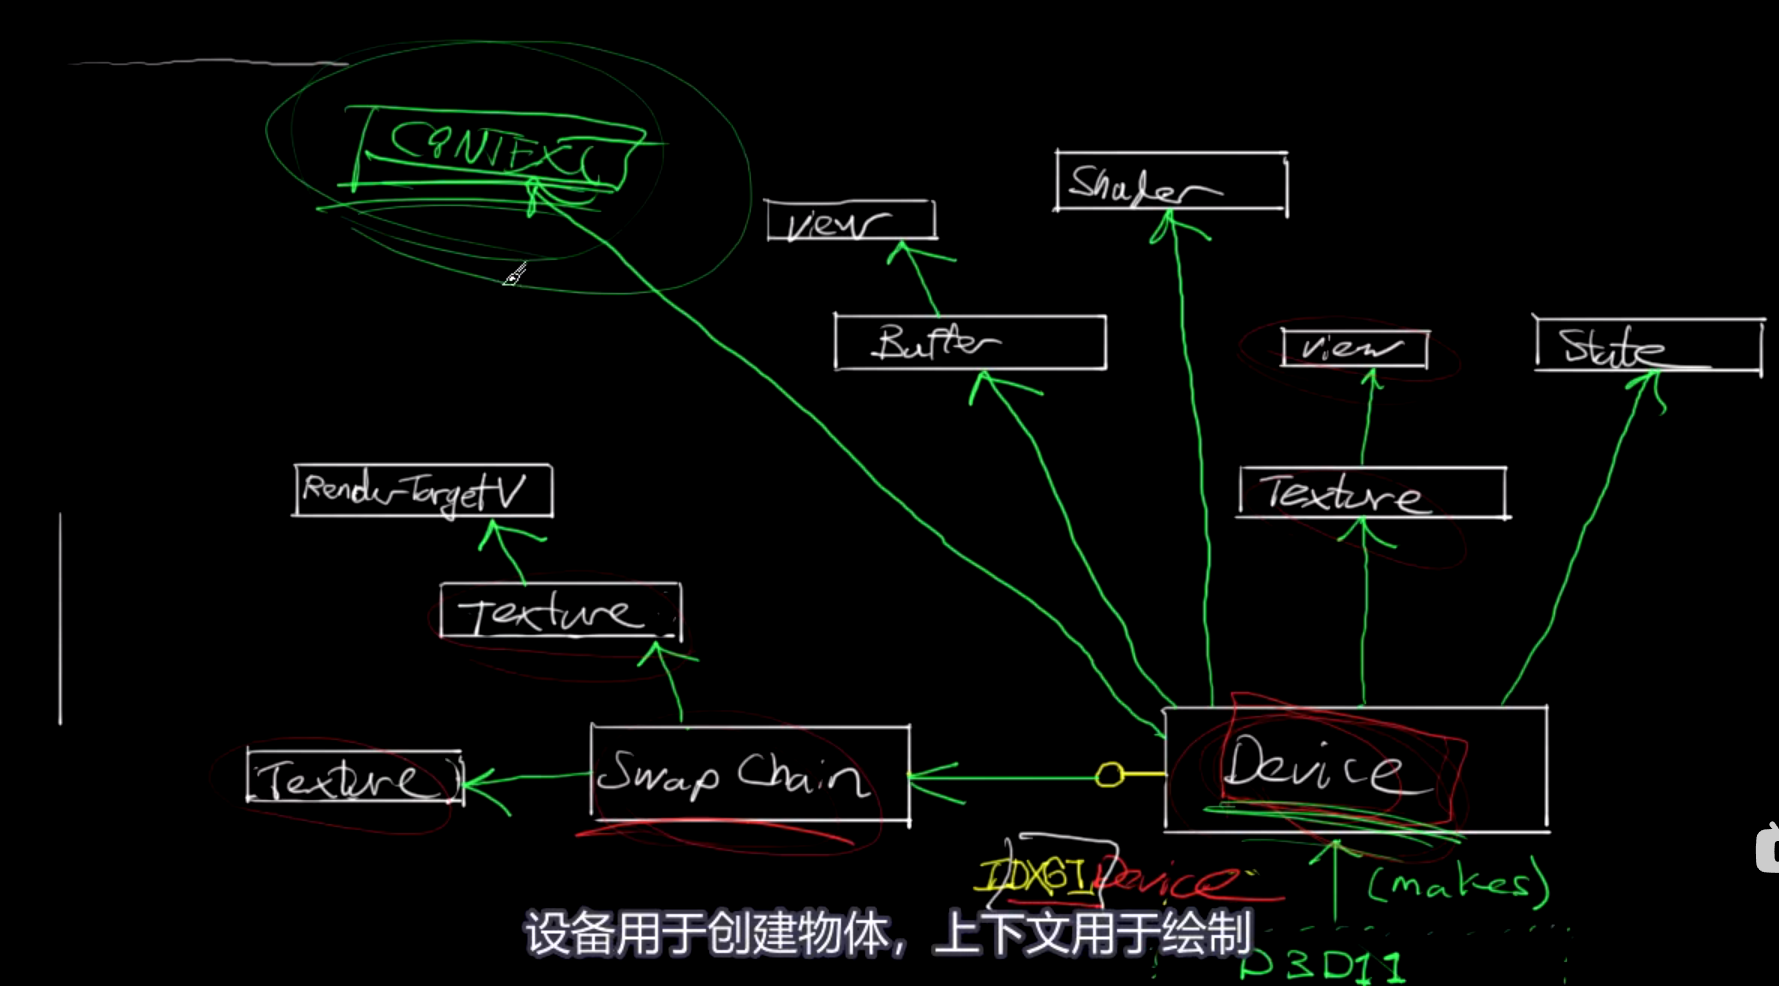 CONTEXT
View
Shader
Buffer
View
State
RenderTargetV
Texture
Texture
Texture
Swap Chain
Device
IDXGIDevice
(makes)
设备用于创建物体，上下文用于绘制
D3D11